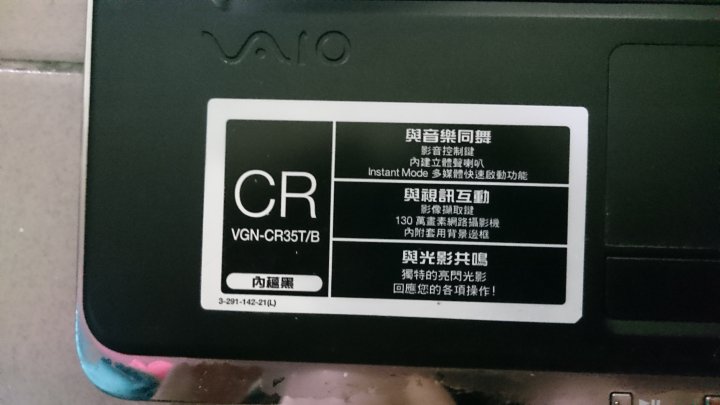 VAIO
CR
VGN-CR35T/B
內蘊黑
3-291-142-21(L)
與音樂同舞
影音控制鍵
內建立體聲喇叭
Instant Mode 多媒體快速啟動功能
與視訊互動
影像擷取鍵
130 萬畫素網路攝影機
內附套用背景邊框
與光影共鳴
獨特的亮閃光影
回應您的各項操作!